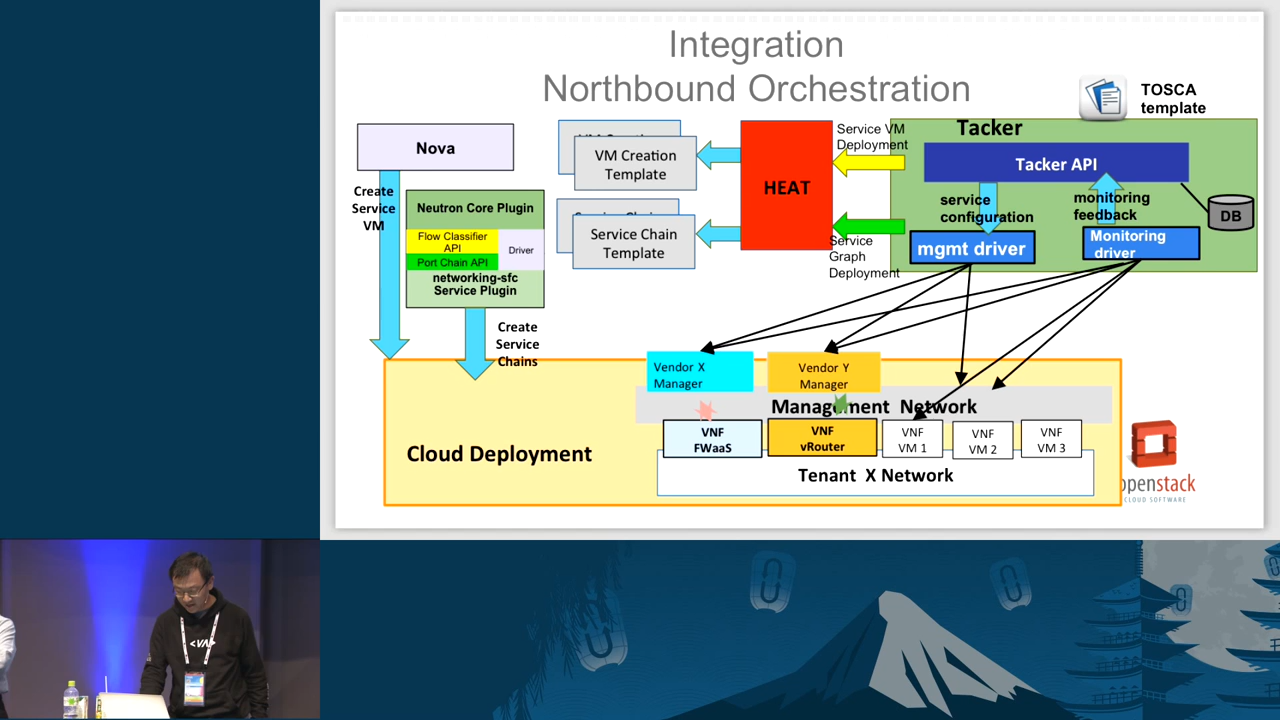 Integration
Northbound Orchestration
TOSCA
template
Tacker
Tacker API
service
configuration
monitoring
feedback
DB
mgmt driver
Monitoring
driver
Service VM
Deployment
Service
Graph
Deployment
HEAT
VM Creation
Template
Service Chain
Template
Nova
Create
Service
VM
Neutron Core Plugin
Flow Classifier
API
Port Chain API
Driver
networking-sfc
Service Plugin
Create
Service
Chains
Vendor X
Manager
Vendor Y
Manager
Management Network
VNF
FWaaS
VNF
vRouter
VNF
VM 1
VNF
VM 2
VNF
VM 3
Cloud Deployment
Tenant X Network
openstack
CLOUD SOFTWARE